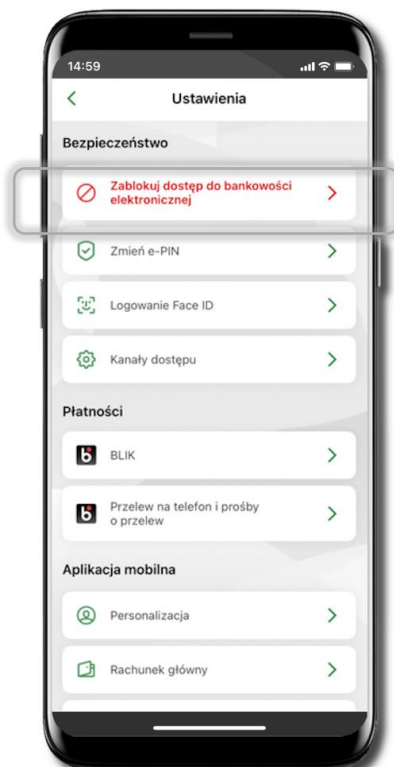 14:59
Ustawienia
Bezpieczeństwo
Zablokuj dostęp do bankowości
elektronicznej
Zmień e-PIN
Logowanie Face ID
Kanały dostępu
Płatności
BLIK
Przelew na telefon i prośby
o przelew
Aplikacja mobilna
Personalizacja
Rachunek główny